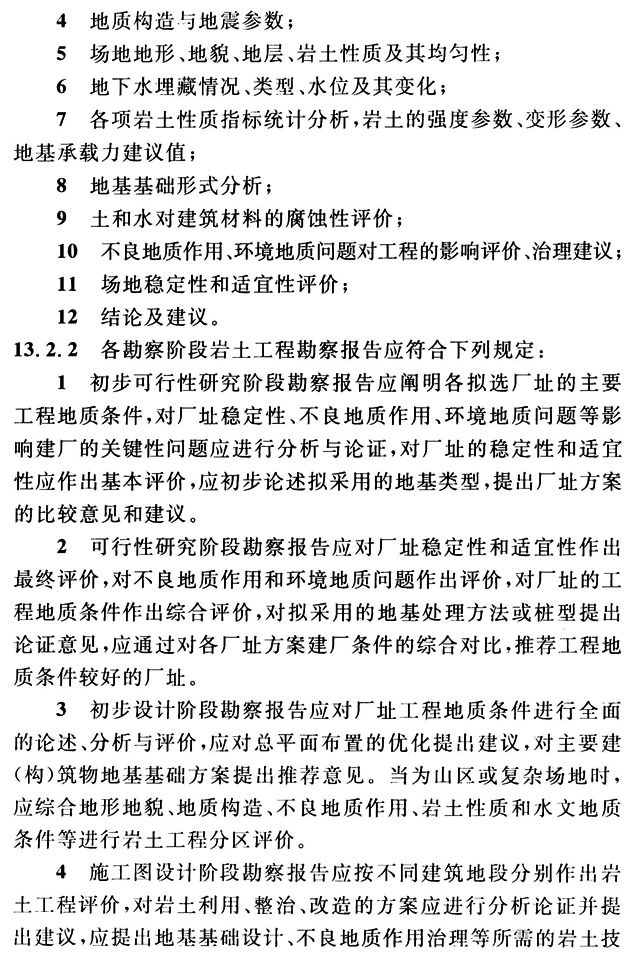 4 地质构造与地震参数；
5 场地地形、地貌、地层、岩土性质及其均匀性；
6 地下水埋藏情况、类型、水位及其变化；
7 各项岩土性质指标统计分析，岩土的强度参数、变形参数、
地基承载力建议值；
8 地基基础形式分析；
9 土和水对建筑材料的腐蚀性评价；
10 不良地质作用、环境地质问题对工程的影响评价、治理建议；
11 场地稳定性和适宜性评价；
12 结论及建议。
13.2.2 各勘察阶段岩土工程勘察报告应符合下列规定：
1 初步可行性研究阶段勘察报告应阐明各拟选厂址的主要
工程地质条件，对厂址稳定性、不良地质作用、环境地质问题等影
响建厂的关键性问题应进行分析与论证，对厂址的稳定性和适宜
性应作出基本评价，应初步论述拟采用的地基类型，提出厂址方案
的比较意见和建议。
2 可行性研究阶段勘察报告应对厂址稳定性和适宜性作出
最终评价，对不良地质作用和环境地质问题作出评价，对厂址的工
程地质条件作出综合评价，对拟采用的地基处理方法或桩型提出
论证意见，应通过对各厂址方案建厂条件的综合对比，推荐工程地
质条件较好的厂址。
3 初步设计阶段勘察报告应对厂址工程地质条件进行全面
的论述、分析与评价，应对总平面布置的优化提出建议，对主要建
（构）筑物地基基础方案提出推荐意见。当为山区或复杂场地时，
应综合地形地貌、地质构造、不良地质作用、岩土性质和水文地质
条件等进行岩土工程分区评价。
4 施工图设计阶段勘察报告应按不同建筑地段分别作出岩
土工程评价，对岩土利用、整治、改造的方案应进行分析论证并提
出建议，应提出地基基础设计、不良地质作用治理等所需的岩土技